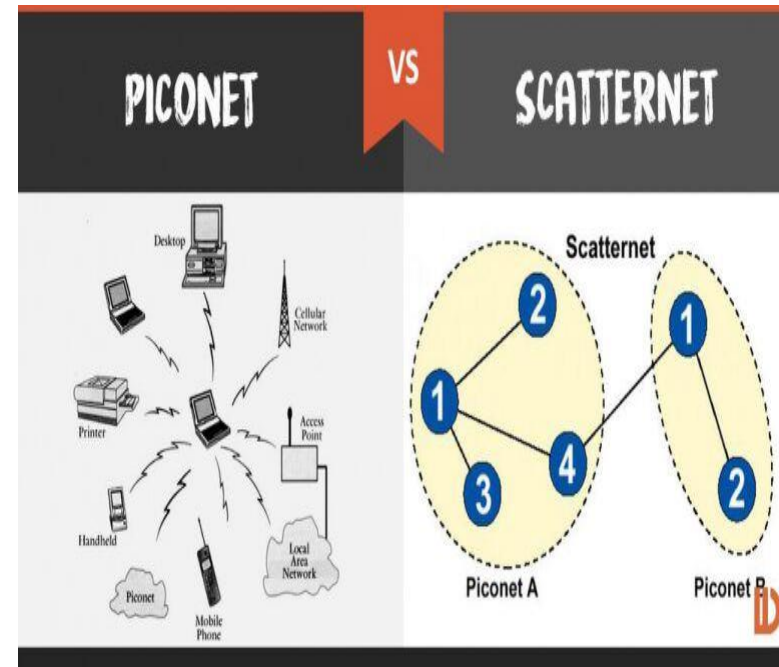 PICONET
VS
SCATTERNET
Desktop
Cellular
Network
Printer
Access
Point
Handheld
Local
Area
Network
Piconet
Mobile
Phone
Scatternet
2
1
4
3
Piconet A
1
2
Piconet B